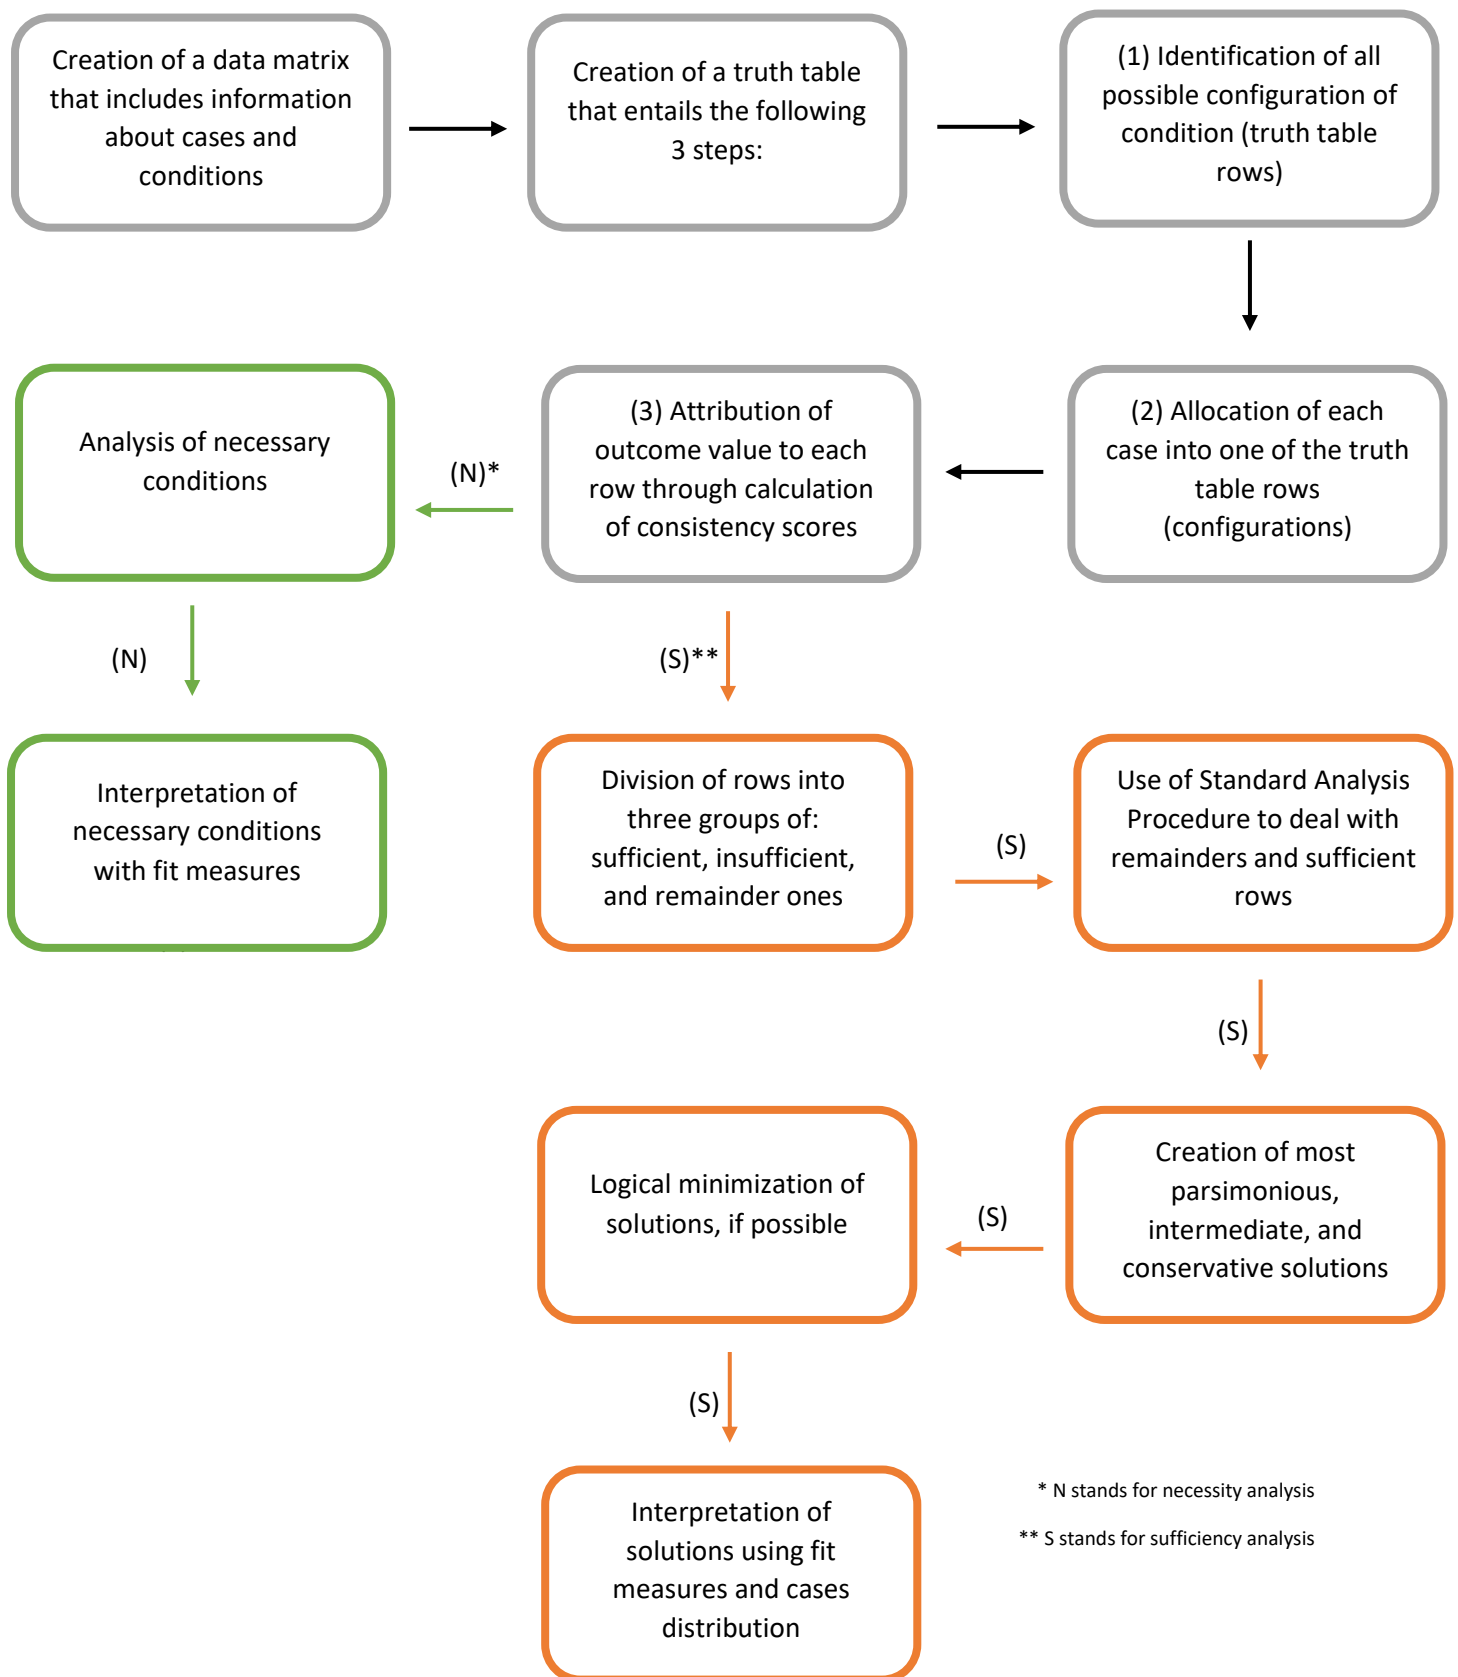 Creation of a data matrix
that includes information
about cases and
conditions
Creation of a truth table
that entails the following
3 steps:
(1) Identification of all
possible configuration of
condition (truth table
rows)
Analysis of necessary
conditions
(N)*
(3) Attribution of
outcome value to each
row through calculation
of consistency scores
(2) Allocation of each
case into one of the truth
table rows
(configurations)
(N)
(S)**
Interpretation of
necessary conditions
with fit measures
Division of rows into
three groups of:
sufficient, insufficient,
and remainder ones
(S)
Use of Standard Analysis
Procedure to deal with
remainders and sufficient
rows
(S)
Logical minimization of
solutions, if possible
(S)
Creation of most
parsimonious,
intermediate, and
conservative solutions
(S)
Interpretation of
solutions using fit
measures and cases
distribution
* N stands for necessity analysis
** S stands for sufficiency analysis